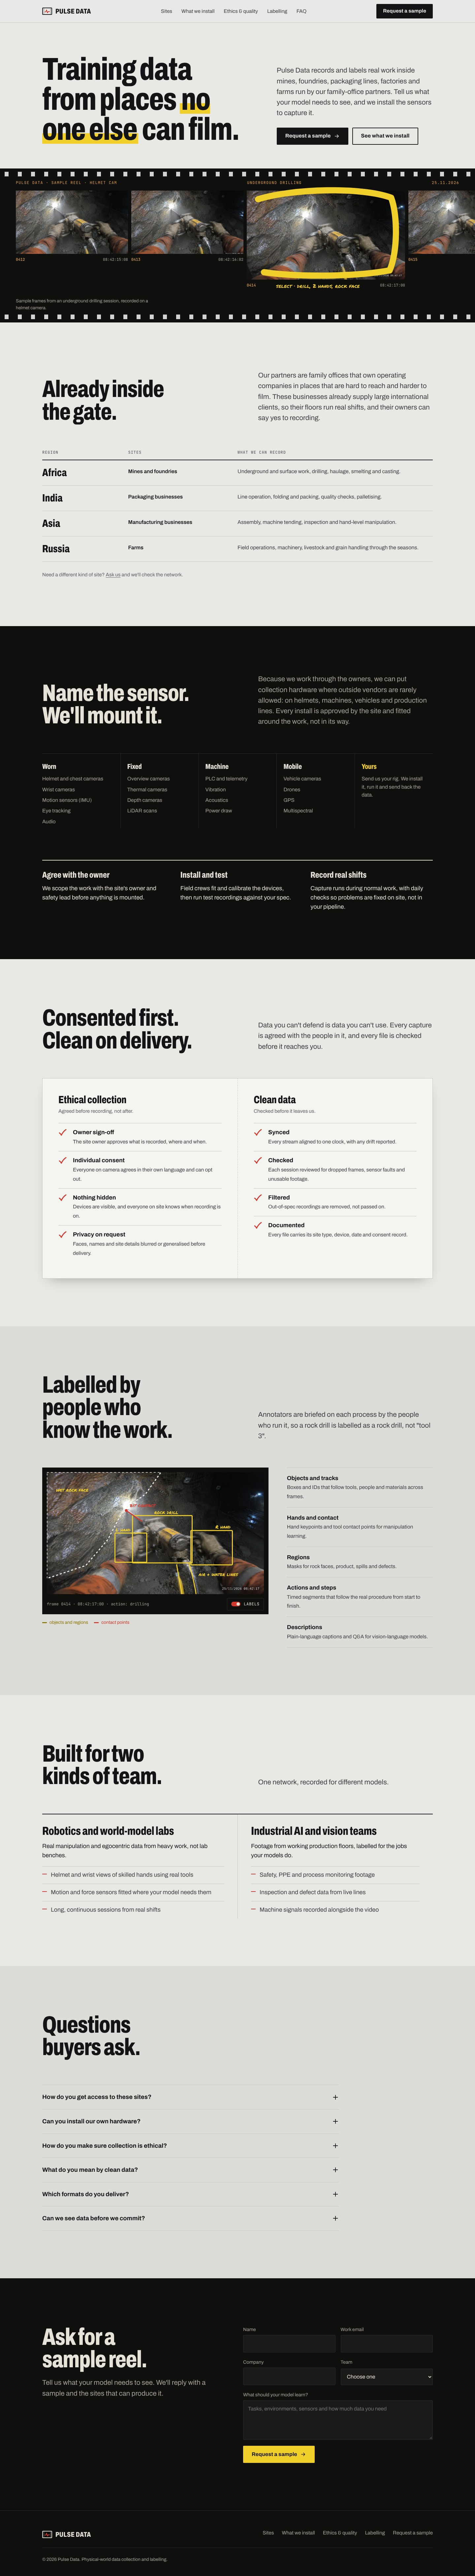 PULSE DATA
Sites What we install Ethics & quality Labelling FAQ
Request a sample
Training data
from places no
one else can film.
Pulse Data records and labels real work inside
mines, foundries, packaging lines, factories and
farms run by our family-office partners. Tell us what
your model needs to see, and we install the sensors
to capture it.
Request a sample →
See what we install
PULSE DATA · SAMPLE REEL · HELMET CAM
UNDERGROUND DRILLING
25.11.2024
0412
0413
0414
SELECT · DRILL, 2 HANDS, ROCK FACE
00:42:27:00
0415
Sample frames from an underground drilling session, recorded on a
helmet camera.
Already inside
the gate.
Our partners are family offices that own operating
companies in places that are hard to reach and harder to
film. These businesses already supply large international
clients, so their floors run real shifts, and their owners can
say yes to recording.
REGION SITES WHAT WE CAN RECORD
Africa Mines and foundries Underground and surface work, drilling, haulage, smelting and casting.
India Packaging businesses Line operation, folding and packing, quality checks, palletising.
Asia Manufacturing businesses Assembly, machine tending, inspection and hand-level manipulation.
Russia Farms Field operations, machinery, livestock and grain handling through the seasons.
Need a different kind of site? Ask us and we'll check the network.
Name the sensor.
We'll mount it.
Because we work through the owners, we can put
collection hardware where outside vendors are rarely
allowed: on helmets, machines, vehicles and production
lines. Every install is approved by the site and fitted
around the work, not in its way.
Worn
Helmet and chest cameras
Wrist cameras
Motion sensors (IMU)
Eye tracking
Audio
Fixed
Overview cameras
Thermal cameras
Depth cameras
LiDAR scans
Machine
PLC and telemetry
Vibration
Acoustics
Power draw
Mobile
Vehicle cameras
Drones
GPS
Multispectral
Yours
Send us your rig. We install
it, run it and send back the
data.
Agree with the owner
We scope the work with the site's owner and
safety lead before anything is mounted.
Install and test
Field crews fit and calibrate the devices,
then run test recordings against your spec.
Record real shifts
Capture runs during normal work, with daily
checks so problems are fixed on site, not in
your pipeline.
Consented first.
Clean on delivery.
Data you can't defend is data you can't use. Every capture
is agreed with the people in it, and every file is checked
before it reaches you.
Ethical collection
Agreed before recording, not after.
Owner sign-off
The site owner approves what is recorded, where and when.
Individual consent
Everyone on camera agrees in their own language and can opt
out.
Nothing hidden
Devices are visible, and everyone on site knows when recording is
on.
Privacy on request
Faces, names and site details blurred or generalised before
delivery.
Clean data
Checked before it leaves us.
Synced
Every stream aligned to one clock, with any drift reported.
Checked
Each session reviewed for dropped frames, sensor faults and
unusable footage.
Filtered
Out-of-spec recordings are removed, not passed on.
Documented
Every file carries its site type, device, date and consent record.
Labelled by
people who
know the work.
Annotators are briefed on each process by the people
who run it, so a rock drill is labelled as a rock drill, not "tool
3".
WET ROCK FACE
ROCK DRILL
R HAND
AIR + WATER LINES
Frame 0414 · 00:42:27:00 · action: drilling
LABELS
objects and regions contact points
Objects and tracks
Boxes and IDs that follow tools, people and materials across
frames.
Hands and contact
Hand keypoints and tool contact points for manipulation
learning.
Regions
Masks for rock faces, product, spills and defects.
Actions and steps
Timed segments that follow the real procedure from start to
finish.
Descriptions
Plain-language captions and Q&A for vision-language models.
Built for two
kinds of team.
One network, recorded for different models.
Robotics and world-model labs
Real manipulation and egocentric data from heavy work, not lab
benches.
Helmet and wrist views of skilled hands using real tools
Motion and force sensors fitted where your model needs them
Long, continuous sessions from real shifts
Industrial AI and vision teams
Footage from working production floors, labelled for the jobs
your models do.
Safety, PPE and process monitoring footage
Inspection and defect data from live lines
Machine signals recorded alongside the video
Questions
buyers ask.
How do you get access to these sites? +
Can you install our own hardware? +
How do you make sure collection is ethical? +
What do you mean by clean data? +
Which formats do you deliver? +
Can we see data before we commit? +
Ask for a
sample reel.
Tell us what your model needs to see. We'll reply with a
sample and the sites that can produce it.
Name
Work email
Company
Team
Choose one
What should your model learn?
Tasks, environments, sensors and how much data you need
Request a sample →
PULSE DATA
Sites What we install Ethics & quality Labelling Request a sample
© 2026 Pulse Data. Physical-world data collection and labelling.